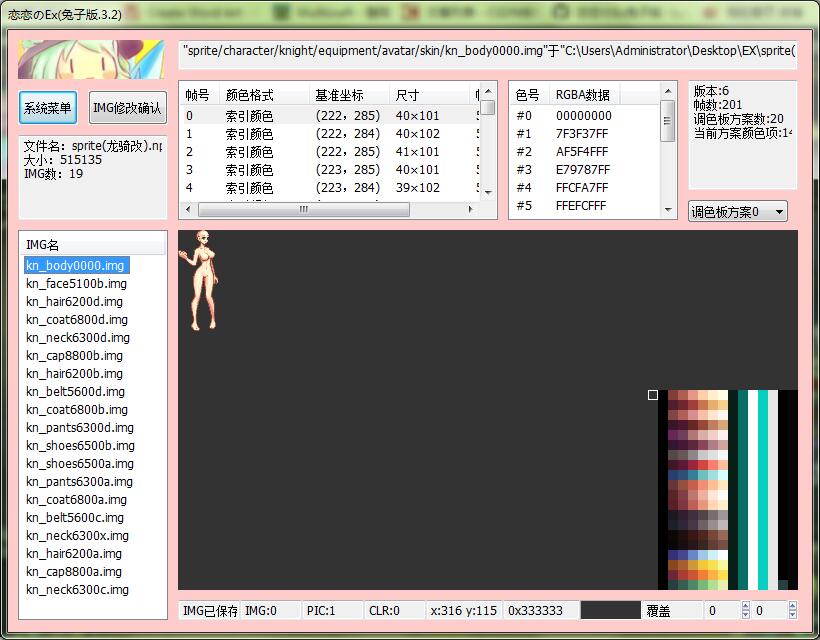 恋恋のEx(兔子版.3.2)
"sprite/character/knight/equipment/avatar/skin/kn_body0000.img"于"C:\Users\Administrator\Desktop\EX\sprite(
系统菜单
IMG修改确认
文件名: sprite(龙骑改).np
大小: 515135
IMG数: 19
帧号 颜色格式 基准坐标 尺寸
0 索引颜色 (222, 285) 40×101
1 索引颜色 (222, 284) 40×102
2 索引颜色 (222, 285) 41×101
3 索引颜色 (223, 285) 40×101
4 索引颜色 (223, 284) 39×102
色号 RGBA数据
#0 00000000
#1 7F3F37FF
#2 AF5F4FFF
#3 E79787FF
#4 FFCFA7FF
#5 FFEFCFFF
版本:6
帧数:201
调色板方案数:20
当前方案颜色项:14
调色板方案0
IMG名
kn_body0000.img
kn_face5100b.img
kn_hair6200d.img
kn_coat6800d.img
kn_neck6300d.img
kn_cap8800b.img
kn_hair6200b.img
kn_belt5600d.img
kn_coat6800b.img
kn_pants6300d.img
kn_shoes6500b.img
kn_shoes6500a.img
kn_pants6300a.img
kn_coat6800a.img
kn_belt5600c.img
kn_neck6300x.img
kn_hair6200a.img
kn_cap8800a.img
kn_neck6300c.img
IMG已保存 IMG:0 PIC:1 CLR:0 x:316 y:115 0x333333 覆盖 0 0